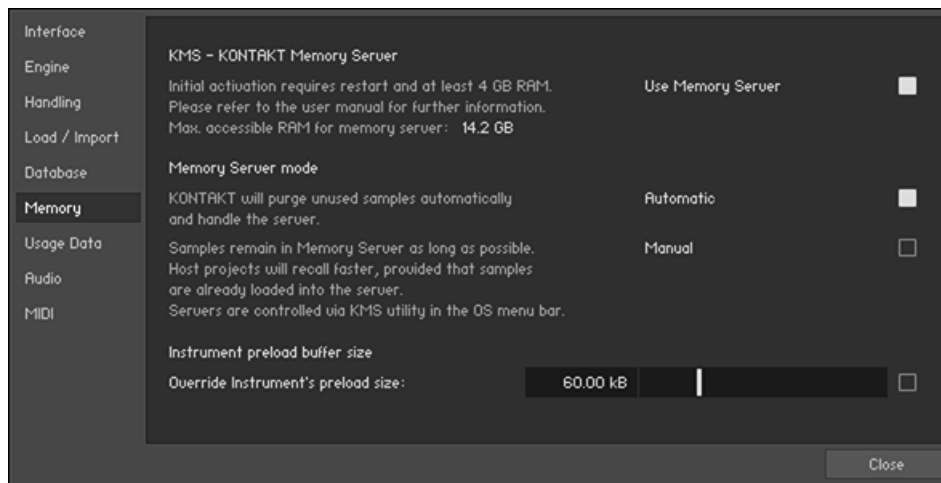 Interface
Engine
Handling
Load / Import
Database
Memory
Usage Data
Audio
MIDI
KMS – KONTAKT Memory Server
Initial activation requires restart and at least 4 GB RAM.
Please refer to the user manual for further information.
Max. accessible RAM for memory server: 14.2 GB
Use Memory Server
Memory Server mode
KONTAKT will purge unused samples automatically
and handle the server.
Automatic
Samples remain in Memory Server as long as possible.
Host projects will recall faster, provided that samples
are already loaded into the server.
Servers are controlled via KMS utility in the OS menu bar.
Manual
Instrument preload buffer size
Override Instrument's preload size: 60.00 kB
Close